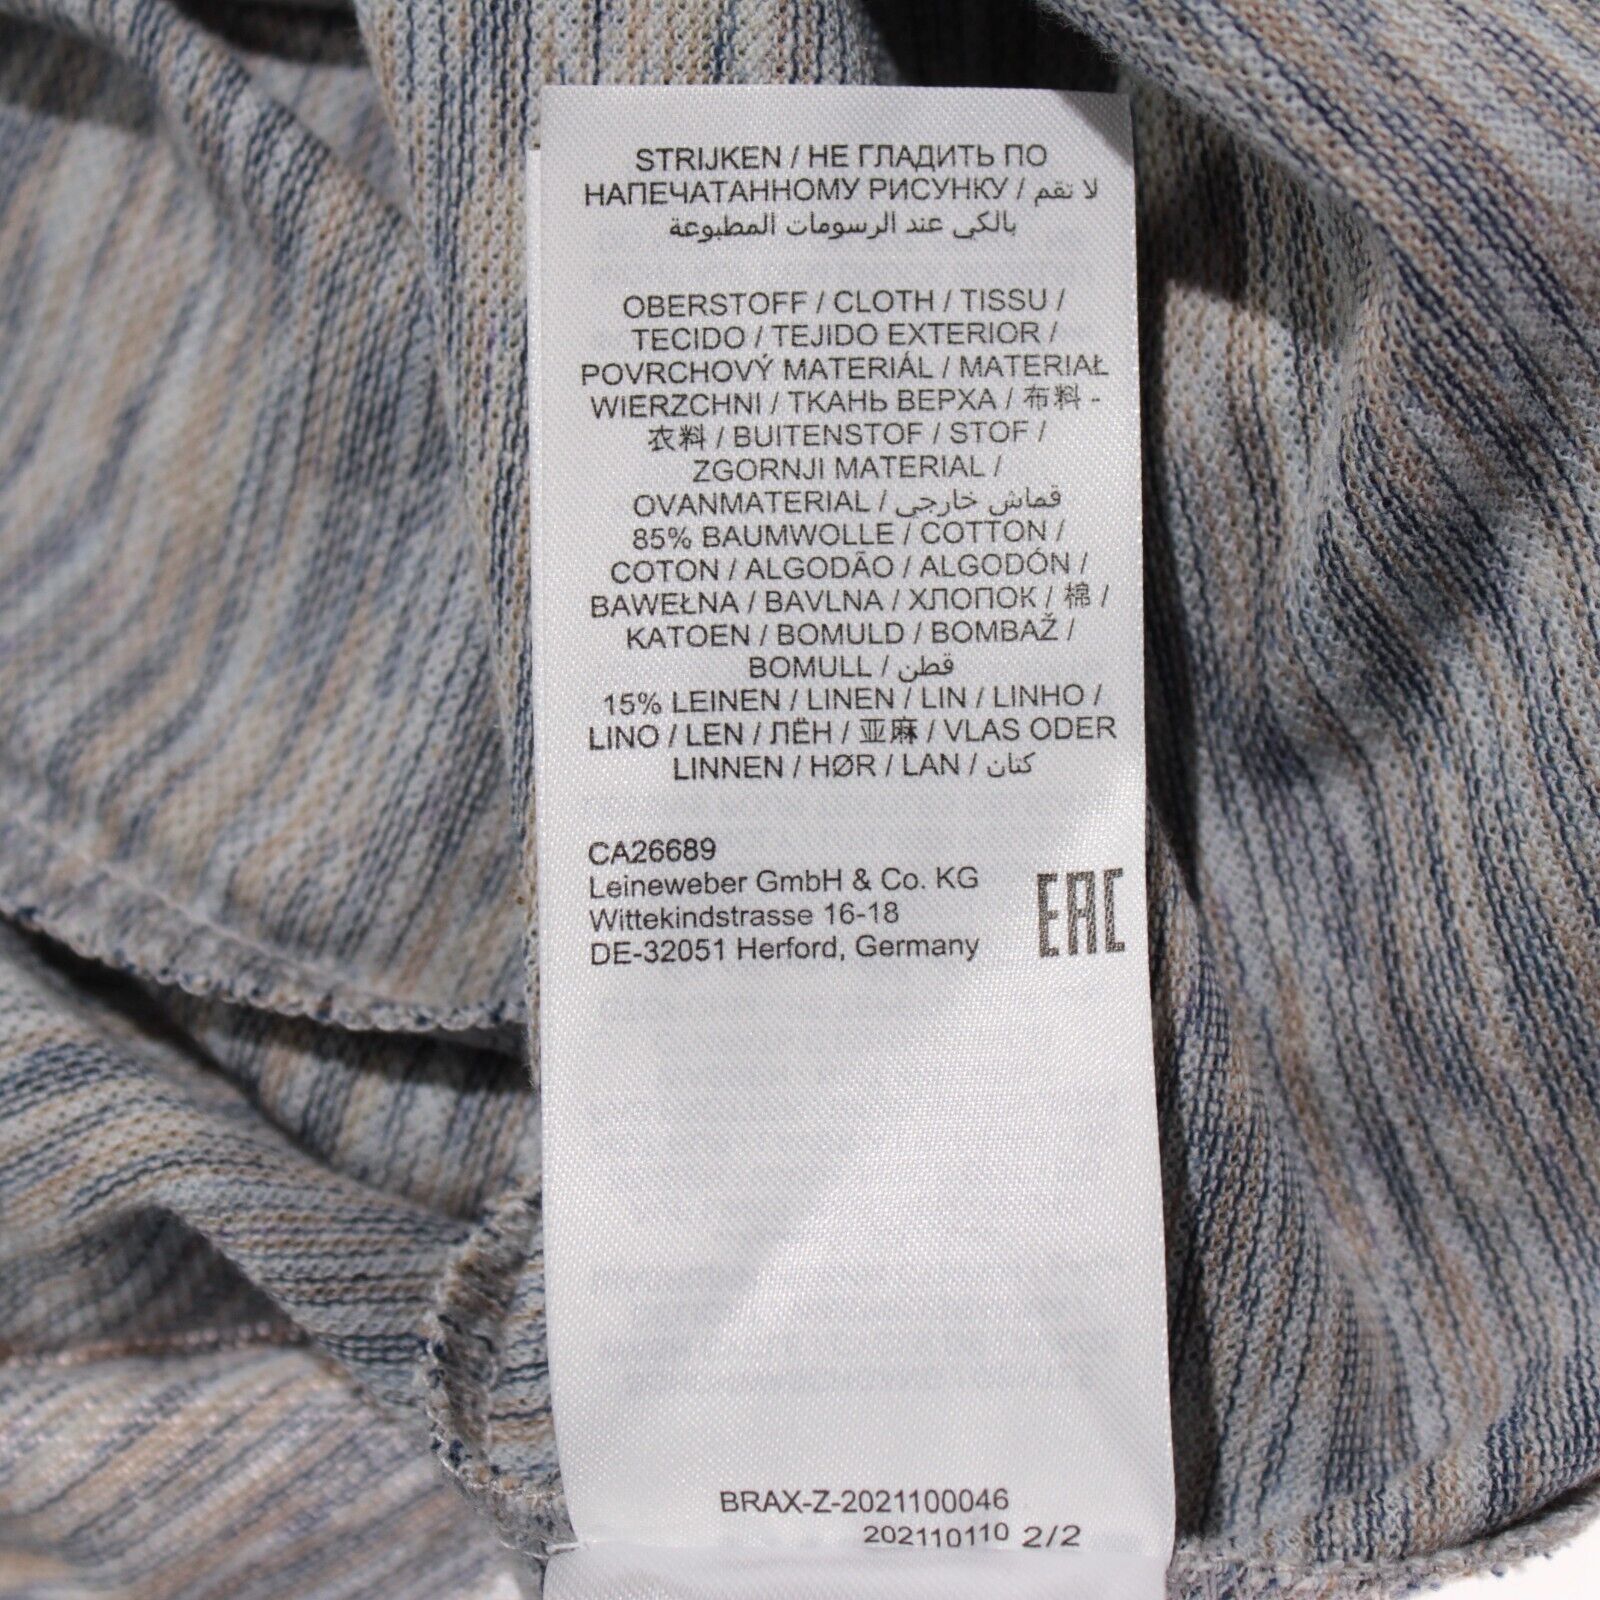 STRIJKEN / НЕ ГЛАДИТЬ ПО
НАПЕЧАТАННОМУ РИСУНКУ / لا تقم
بالكي عند الرسومات المطبوعة
OBERSTOFF / CLOTH / TISSU /
TECIDO / TEJIDO EXTERIOR /
POVRCHOVÝ MATERIÁL / MATERIAŁ
WIERZCHNI / ТКАНЬ ВЕРХА / 布料 -
衣料 / BUITENSTOF / STOF /
ZGORNJI MATERIAL /
OVANMATERIAL / قماش خارجي
85% BAUMWOLLE / COTTON /
COTON / ALGODÃO / ALGODÓN /
BAWEŁNA / BAVLNA / ХЛОПОК / 棉 /
KATOEN / BOMULD / BOMBAŽ /
BOMULL / قطن
15% LEINEN / LINEN / LIN / LINHO /
LINO / LEN / ЛЁН / 亚麻 / VLAS ODER
LINNEN / HØR / LAN / كتان
CA26689
Leineweber GmbH & Co. KG
Wittekindstrasse 16-18
DE-32051 Herford, Germany
EAC
BRAX-Z-2021100046
202110110 2/2